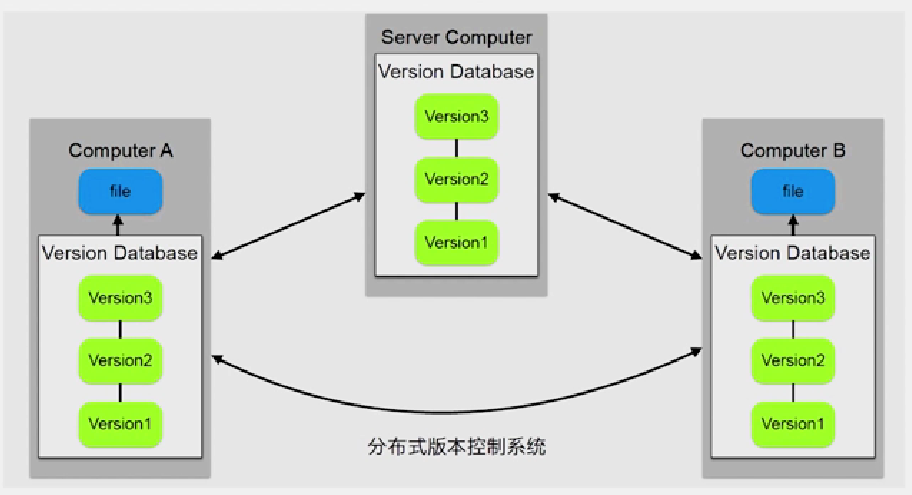 Server Computer
Version Database
Version3
Version2
Version1
Computer A
file
Version Database
Version3
Version2
Version1
Computer B
file
Version Database
Version3
Version2
Version1
分布式版本控制系统